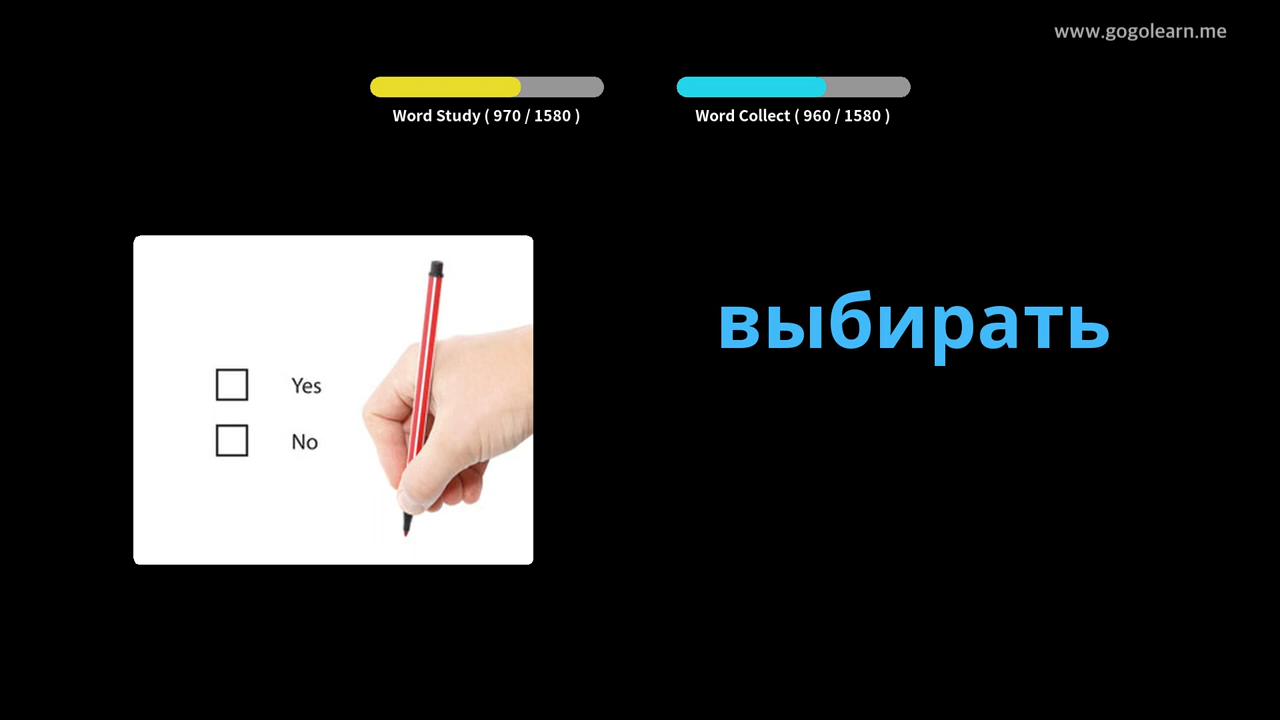 www.gogolearn.me
Word Study ( 970 / 1580 )
Word Collect ( 960 / 1580 )
выбирать
Yes
No